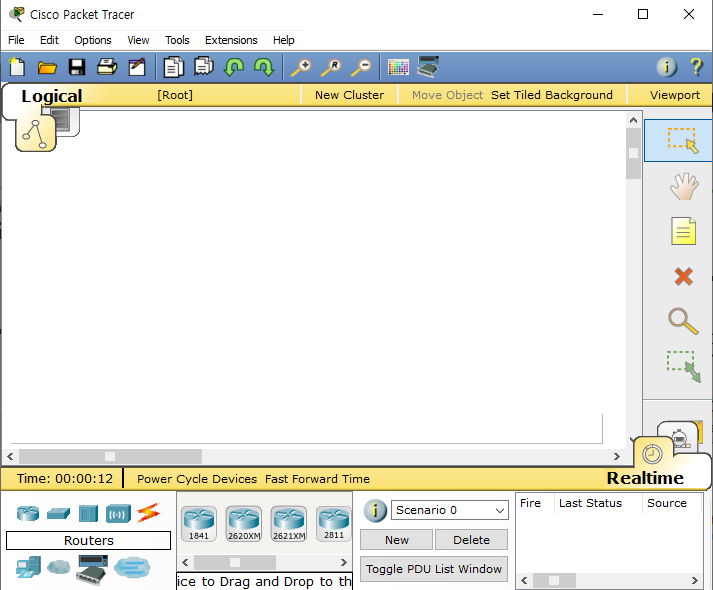 Cisco Packet Tracer
File Edit Options View Tools Extensions Help
Logical [Root] New Cluster Move Object Set Tiled Background Viewport
Time: 00:00:12 Power Cycle Devices Fast Forward Time Realtime
Routers
1841 2620XM 2621XM 2811
ice to Drag and Drop to th
Scenario 0
New Delete
Toggle PDU List Window
Fire Last Status Source